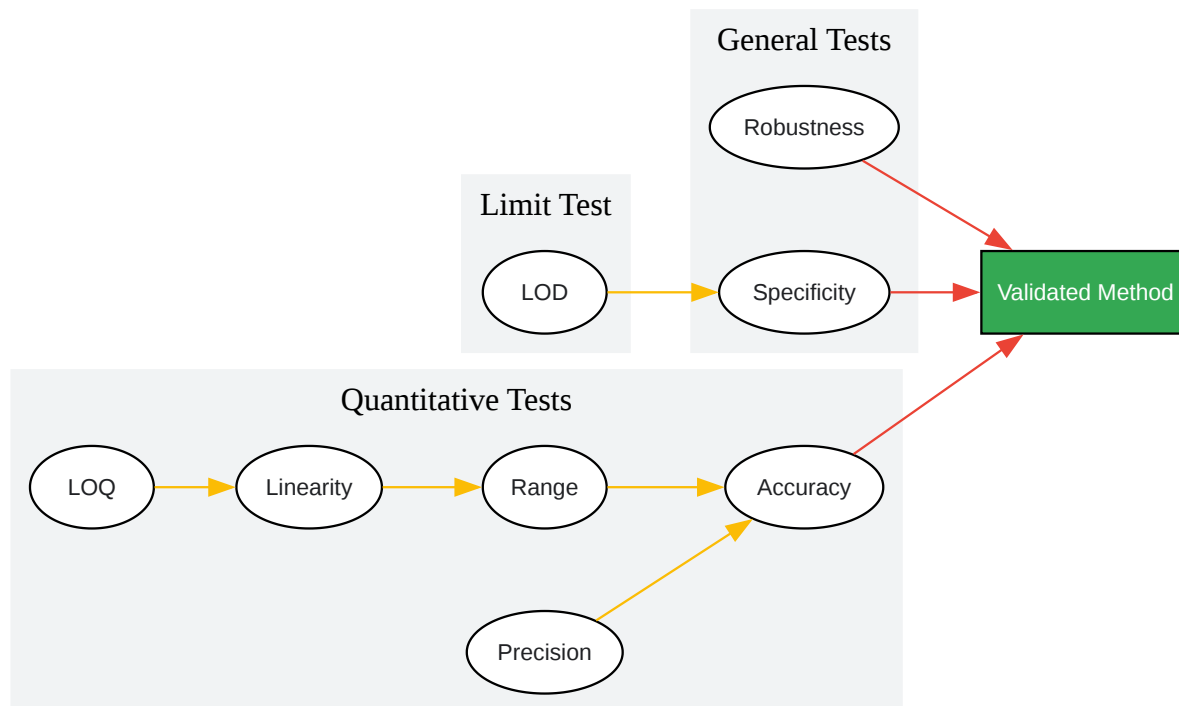 General Tests
Robustness
Limit Test
LOD
Specificity
Validated Method
Quantitative Tests
LOQ
Linearity
Range
Accuracy
Precision